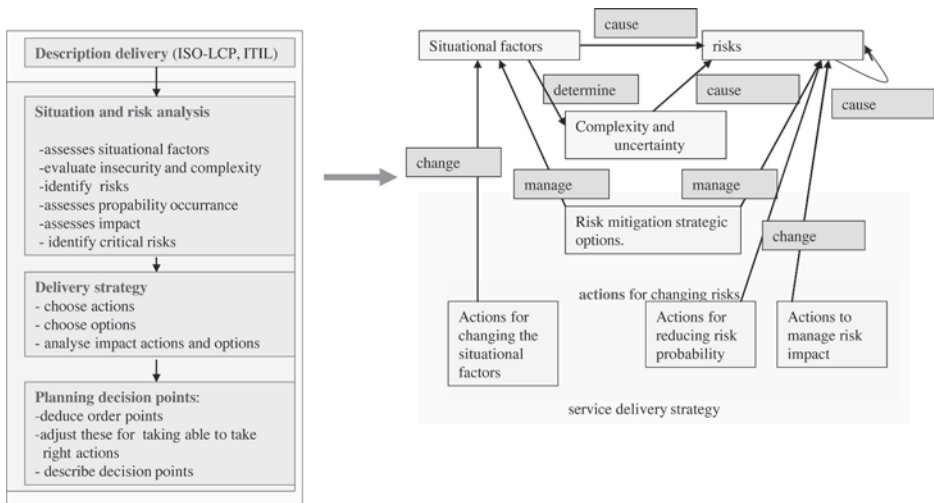 Description delivery (ISO-LCP, ITIL)
Situation and risk analysis
-assesses situational factors
-evaluate insecurity and complexity
-identify risks
-assesses propability occurrance
-assesses impact
- identify critical risks
Delivery strategy
- choose actions
- choose options
- analyse impact actions and options
Planning decision points:
-deduce order points
-adjust these for taking able to take
right actions
- describe decision points
cause
Situational factors
risks
determine
cause
cause
Complexity and
uncertainty
change
manage
manage
Risk mitigation strategic
options.
change
actions for changing risks
Actions for
changing the
situational
factors
Actions for
reducing risk
probability
Actions to
manage risk
impact
service delivery strategy